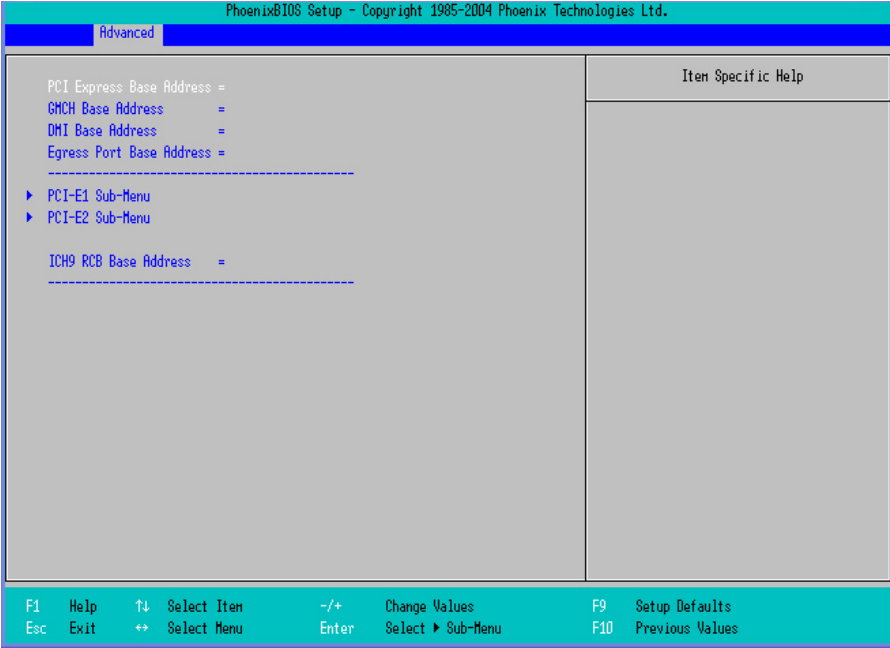 PhoenixBIOS Setup - Copyright 1985-2004 Phoenix Technologies Ltd.
Advanced
PCI Express Base Address =
GMCH Base Address =
DMI Base Address =
Egress Port Base Address =
---------------------------------------------
PCI-E1 Sub-Menu
PCI-E2 Sub-Menu
ICH9 RCB Base Address =
---------------------------------------------
Item Specific Help
F1 Help ↑↓ Select Item -/+ Change Values F9 Setup Defaults
Esc Exit ↔ Select Menu Enter Select ▶ Sub-Menu F10 Previous Values